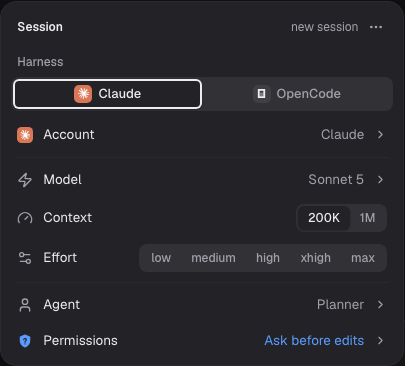 Session new session ...
Harness
Claude OpenCode
Account Claude
Model Sonnet 5
Context 200K 1M
Effort low medium high xhigh max
Agent Planner
Permissions Ask before edits